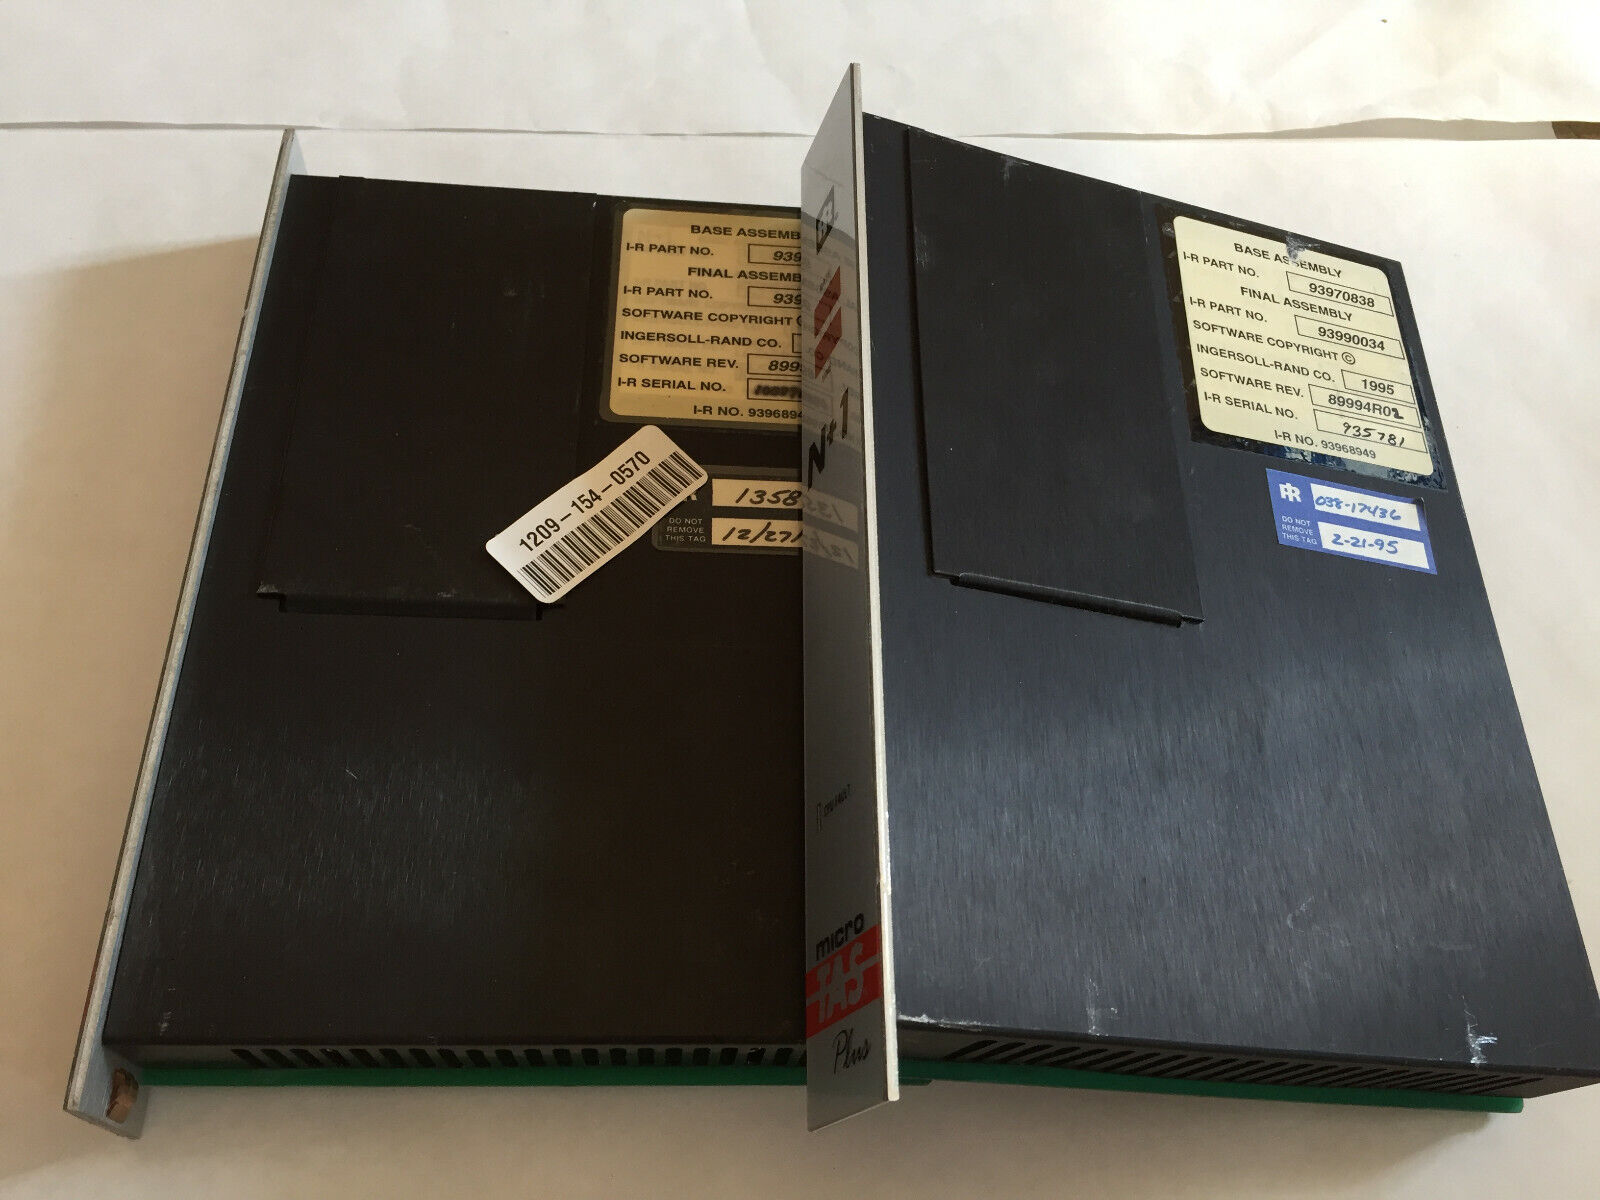 BASE ASSEMB
I-R PART NO. 939
FINAL ASSEMB
I-R PART NO. 939
SOFTWARE COPYRIGHT
INGERSOLL-RAND CO.
SOFTWARE REV. 899
I-R SERIAL NO.
I-R NO. 9396894
1209-154-0570
1358
DO NOT
REMOVE
THIS TAG
12/27/
N+1
micro
TAS
Plus
BASE ASSEMBLY
I-R PART NO. 93970838
FINAL ASSEMBLY
I-R PART NO. 93990034
SOFTWARE COPYRIGHT ©
INGERSOLL-RAND CO. 1995
SOFTWARE REV. 89994R02
I-R SERIAL NO. 935781
I-R NO. 93968949
038-17436
DO NOT
REMOVE
THIS TAG
2-21-95